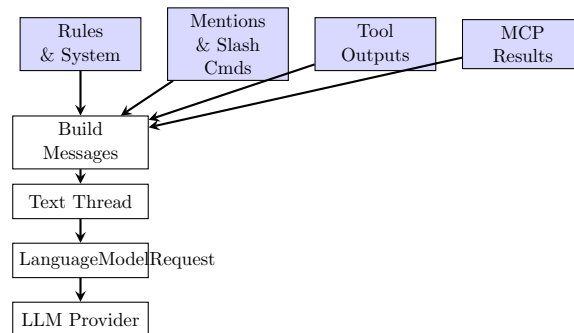 Rules
& System
Mentions
& Slash
Cmds
Tool
Outputs
MCP
Results
Build
Messages
Text Thread
LanguageModelRequest
LLM Provider